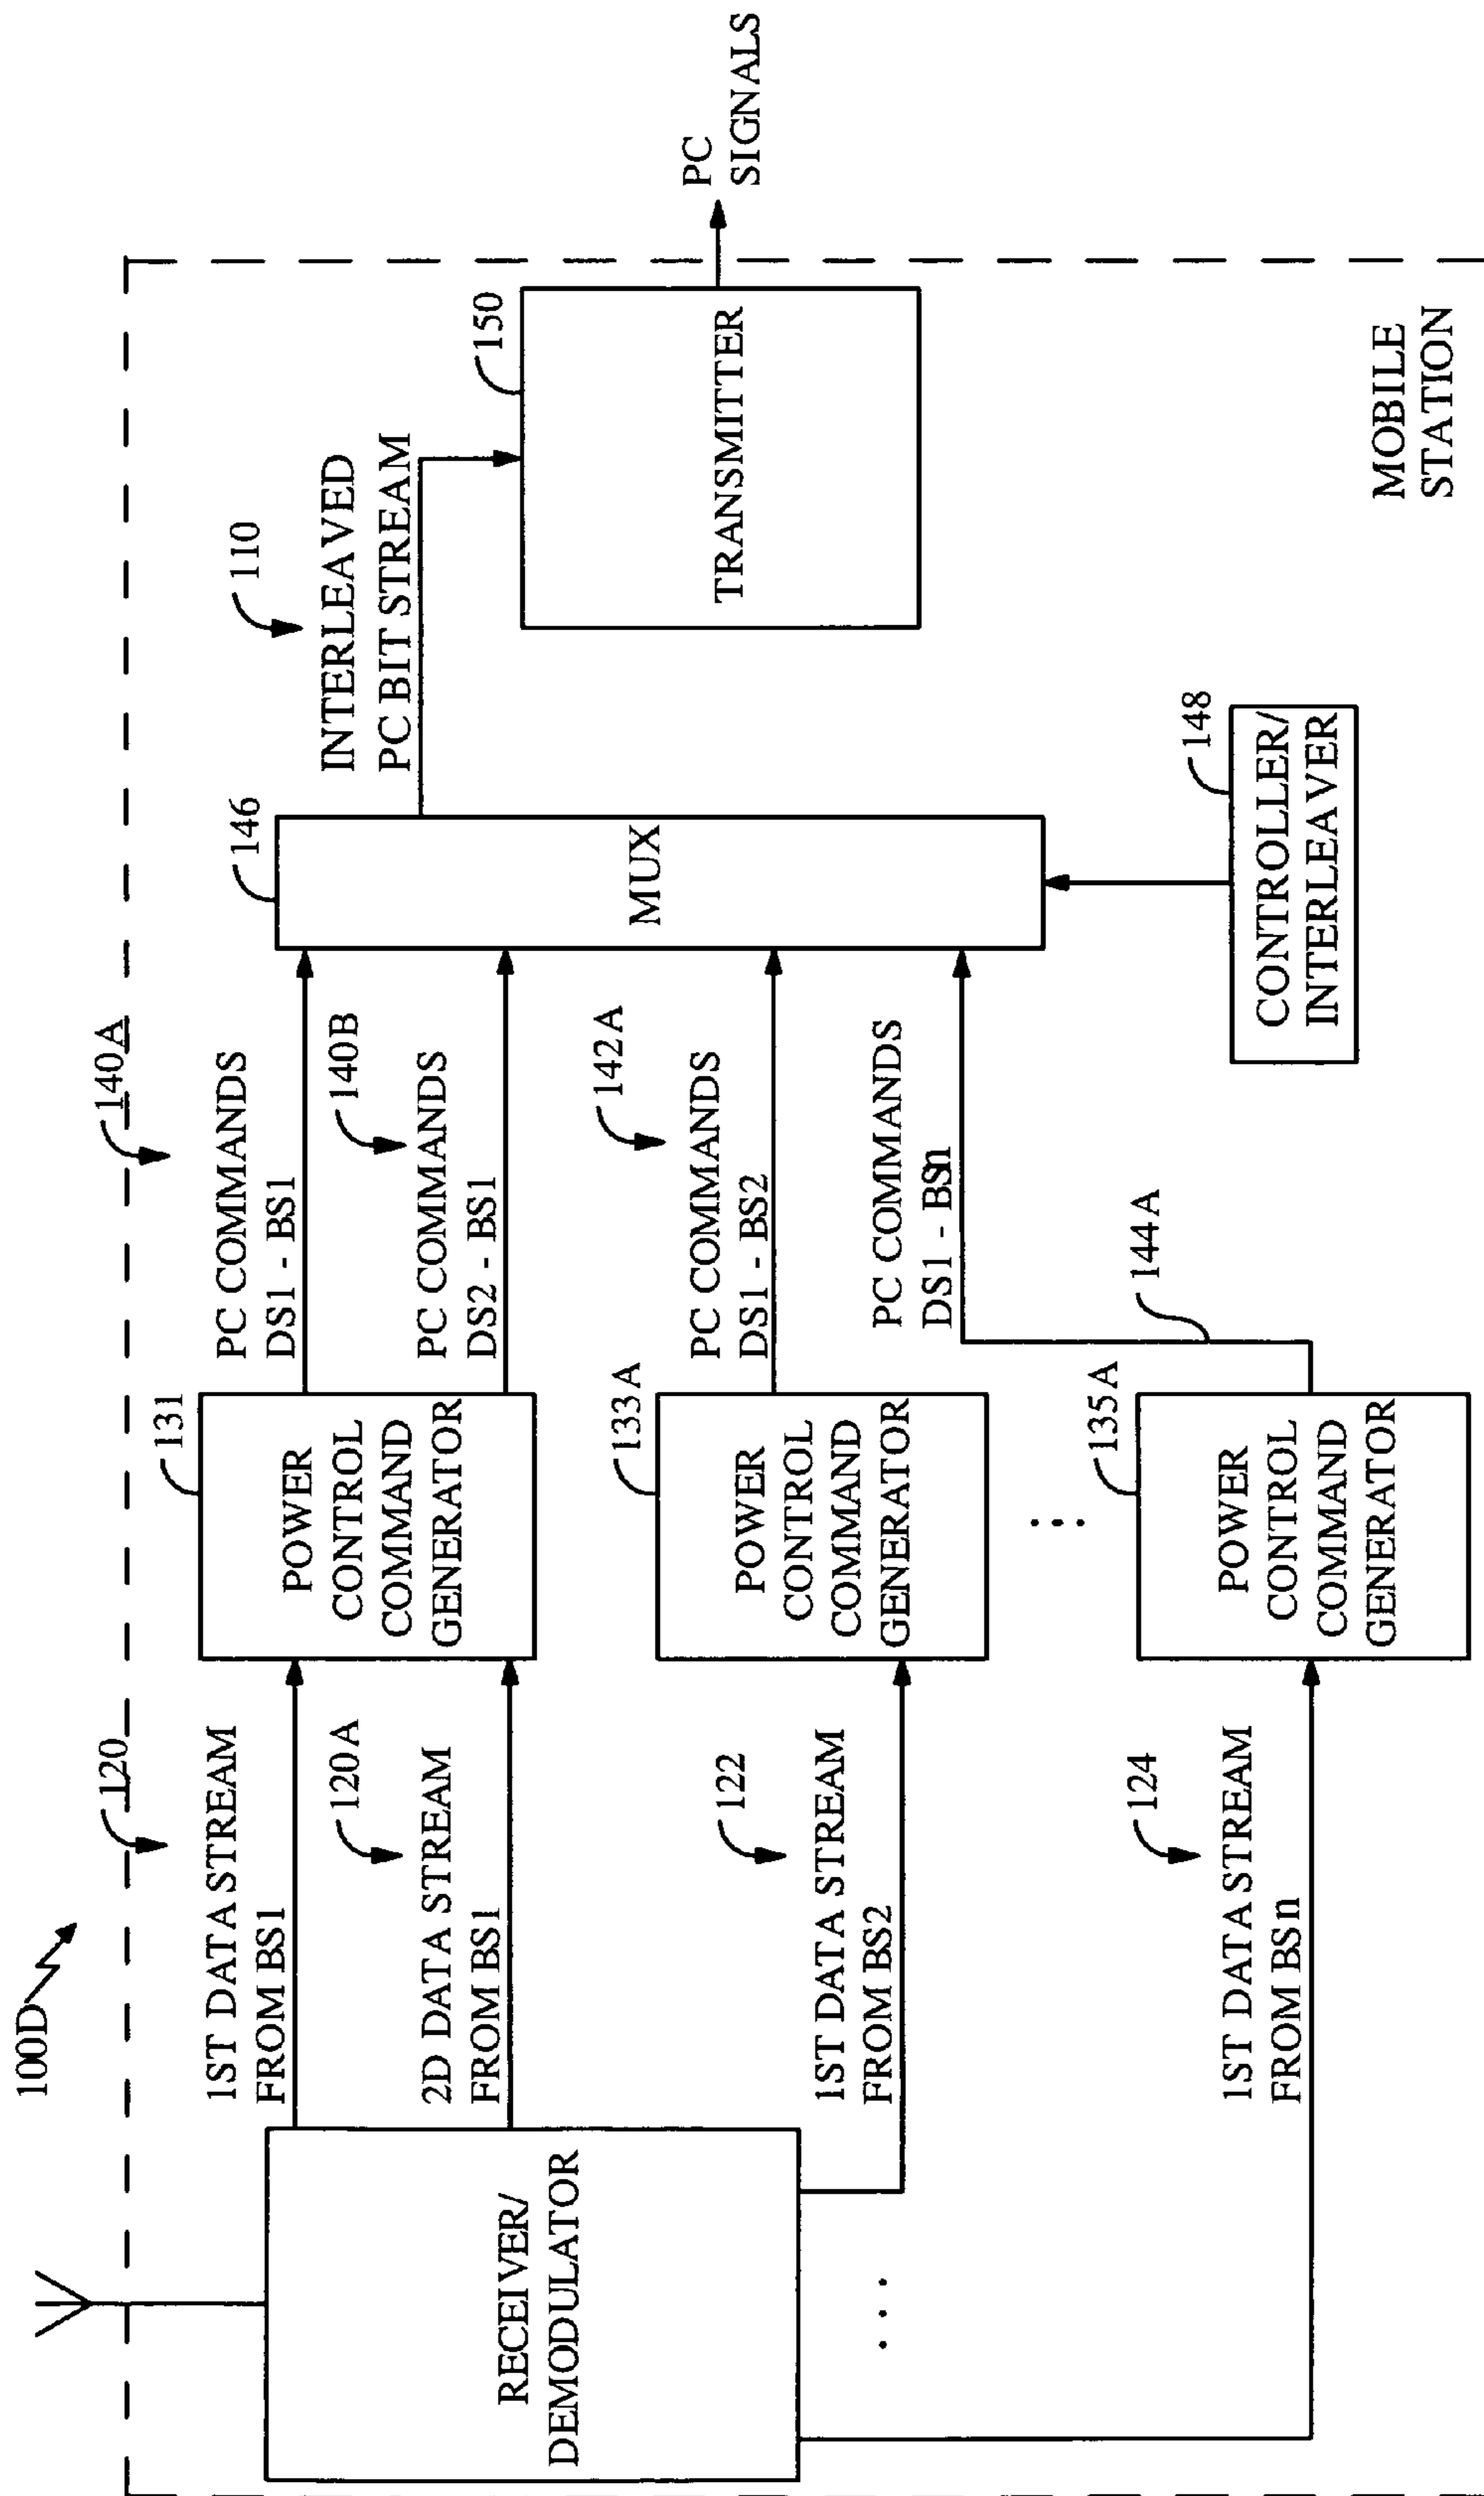 100D
120
140A
1ST DATA STREAM
FROM BS1
131
PC COMMANDS
DS1 - BS1
146
110
120A
2D DATA STREAM
FROM BS1
POWER
CONTROL
COMMAND
GENERATOR
140B
PC COMMANDS
DS2 - BS1
INTERLEAVED
PC BIT STREAM
150
RECEIVER/
DEMODULATOR
MUX
TRANSMITTER
PC
SIGNALS
122
1ST DATA STREAM
FROM BS2
133A
POWER
CONTROL
COMMAND
GENERATOR
142A
PC COMMANDS
DS1 - BS2
PC COMMANDS
DS1 - BSn
124
1ST DATA STREAM
FROM BSn
135A
POWER
CONTROL
COMMAND
GENERATOR
144A
148
CONTROLLER/
INTERLEAVER
MOBILE
STATION